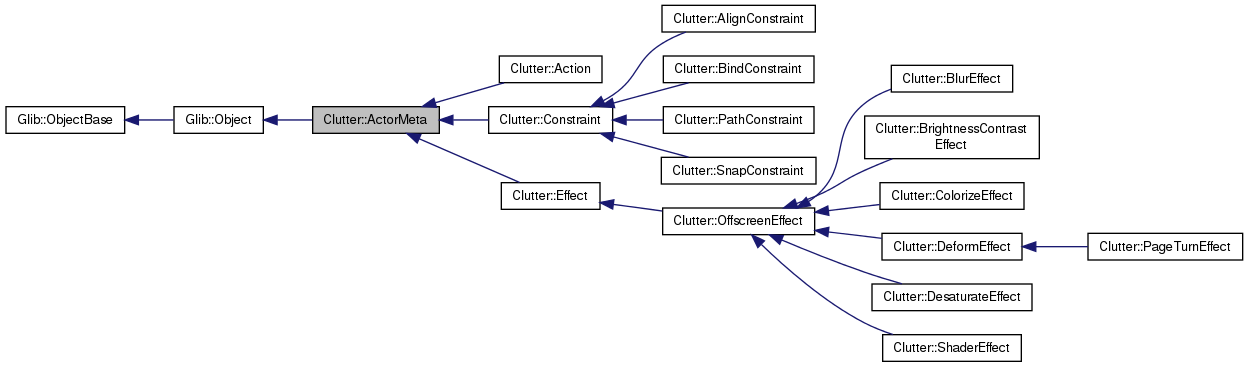 Glib::ObjectBase
Glib::Object
Clutter::ActorMeta
Clutter::Action
Clutter::Constraint
Clutter::Effect
Clutter::AlignConstraint
Clutter::BindConstraint
Clutter::PathConstraint
Clutter::SnapConstraint
Clutter::OffscreenEffect
Clutter::BlurEffect
Clutter::BrightnessContrast
Effect
Clutter::ColorizeEffect
Clutter::DeformEffect
Clutter::DesaturateEffect
Clutter::ShaderEffect
Clutter::PageTurnEffect